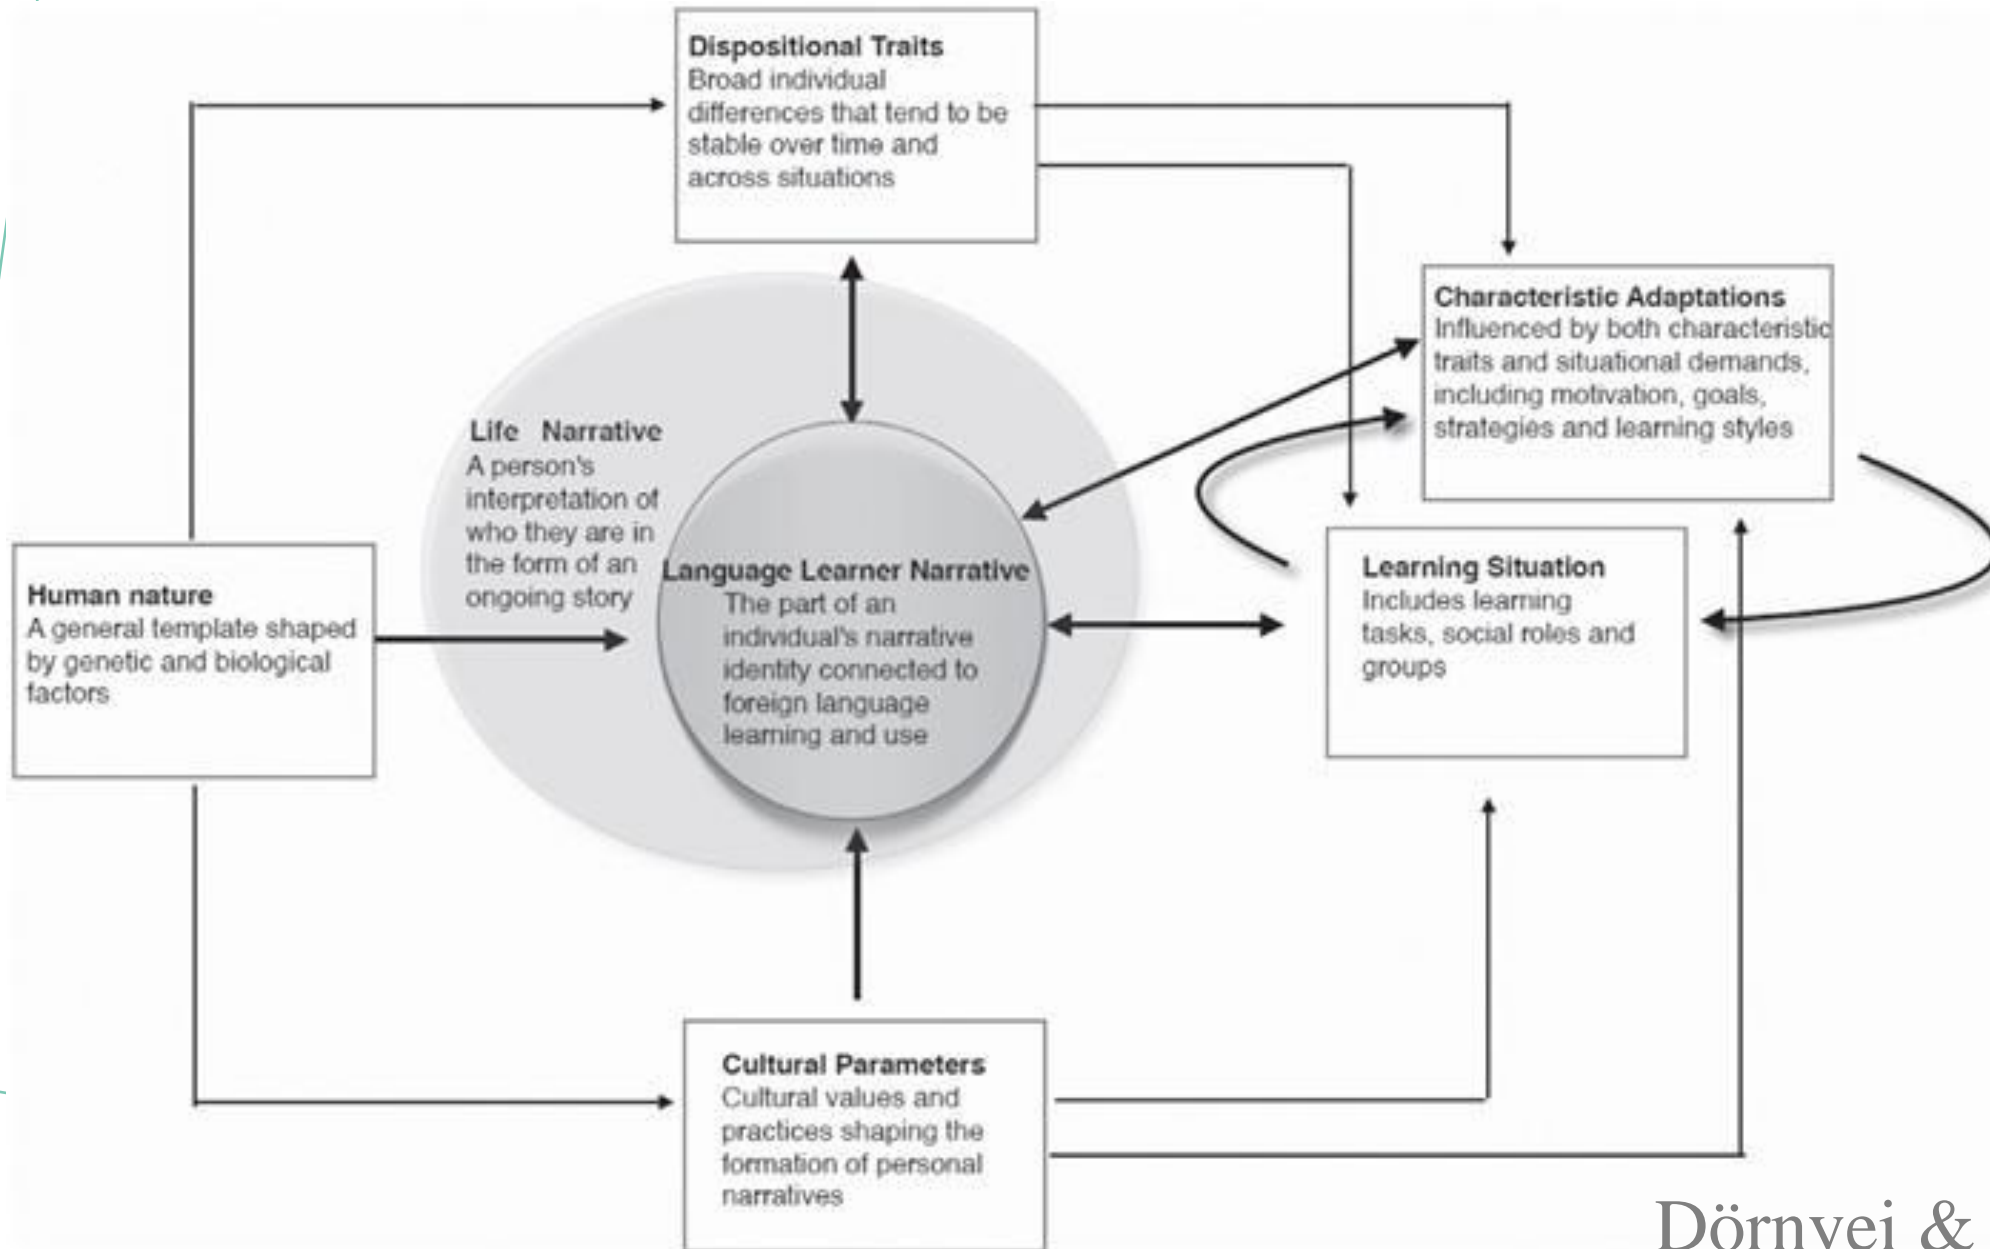 Dispositional Traits
Broad individual
differences that tend to be
stable over time and
across situations
Characteristic Adaptations
Influenced by both characteristic
traits and situational demands,
including motivation, goals,
strategies and learning styles
Life Narrative
A person's
interpretation of
who they are in
the form of an
ongoing story
Language Learner Narrative
The part of an
individual's narrative
identity connected to
foreign language
learning and use
Human nature
A general template shaped
by genetic and biological
factors
Learning Situation
Includes learning
tasks, social roles and
groups
Cultural Parameters
Cultural values and
practices shaping the
formation of personal
narratives
Dörnyei &